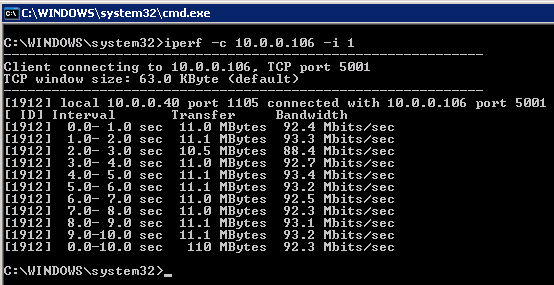 C:\WINDOWS\system32\cmd.exe
C:\WINDOWS\system32>iperf -c 10.0.0.106 -i 1
------------------------------------------------------------
Client connecting to 10.0.0.106, TCP port 5001
TCP window size: 63.0 KByte (default)
------------------------------------------------------------
[1912] local 10.0.0.40 port 1105 connected with 10.0.0.106 port 5001
[ ID] Interval       Transfer     Bandwidth
[1912]  0.0- 1.0 sec  11.0 MBytes  92.4 Mbits/sec
[1912]  1.0- 2.0 sec  11.1 MBytes  93.3 Mbits/sec
[1912]  2.0- 3.0 sec  10.5 MBytes  88.4 Mbits/sec
[1912]  3.0- 4.0 sec  11.0 MBytes  92.7 Mbits/sec
[1912]  4.0- 5.0 sec  11.1 MBytes  93.4 Mbits/sec
[1912]  5.0- 6.0 sec  11.1 MBytes  93.2 Mbits/sec
[1912]  6.0- 7.0 sec  11.0 MBytes  92.5 Mbits/sec
[1912]  7.0- 8.0 sec  11.0 MBytes  92.3 Mbits/sec
[1912]  8.0- 9.0 sec  11.1 MBytes  93.1 Mbits/sec
[1912]  9.0-10.0 sec  11.1 MBytes  93.2 Mbits/sec
[1912]  0.0-10.0 sec   110 MBytes  92.3 Mbits/sec
C:\WINDOWS\system32>_